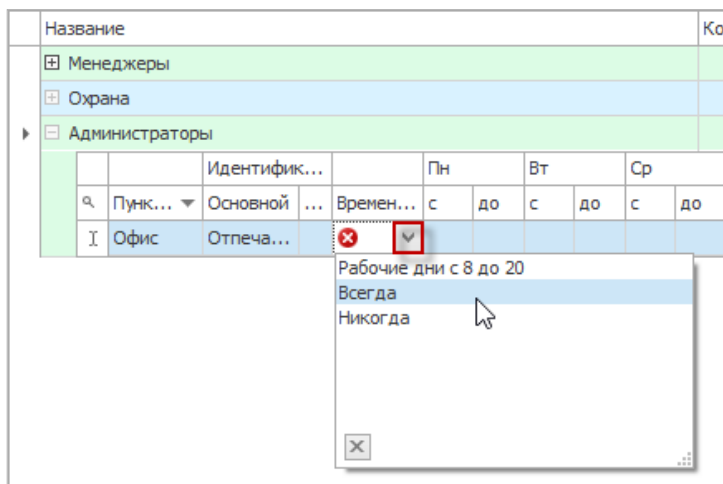 Название Ко
Менеджеры
Охрана
Администраторы
Идентифик... Пн Вт Ср
Пунк... Основной ... Времен... с до с до с до
Офис Отпеча...
Рабочие дни с 8 до 20
Всегда
Никогда